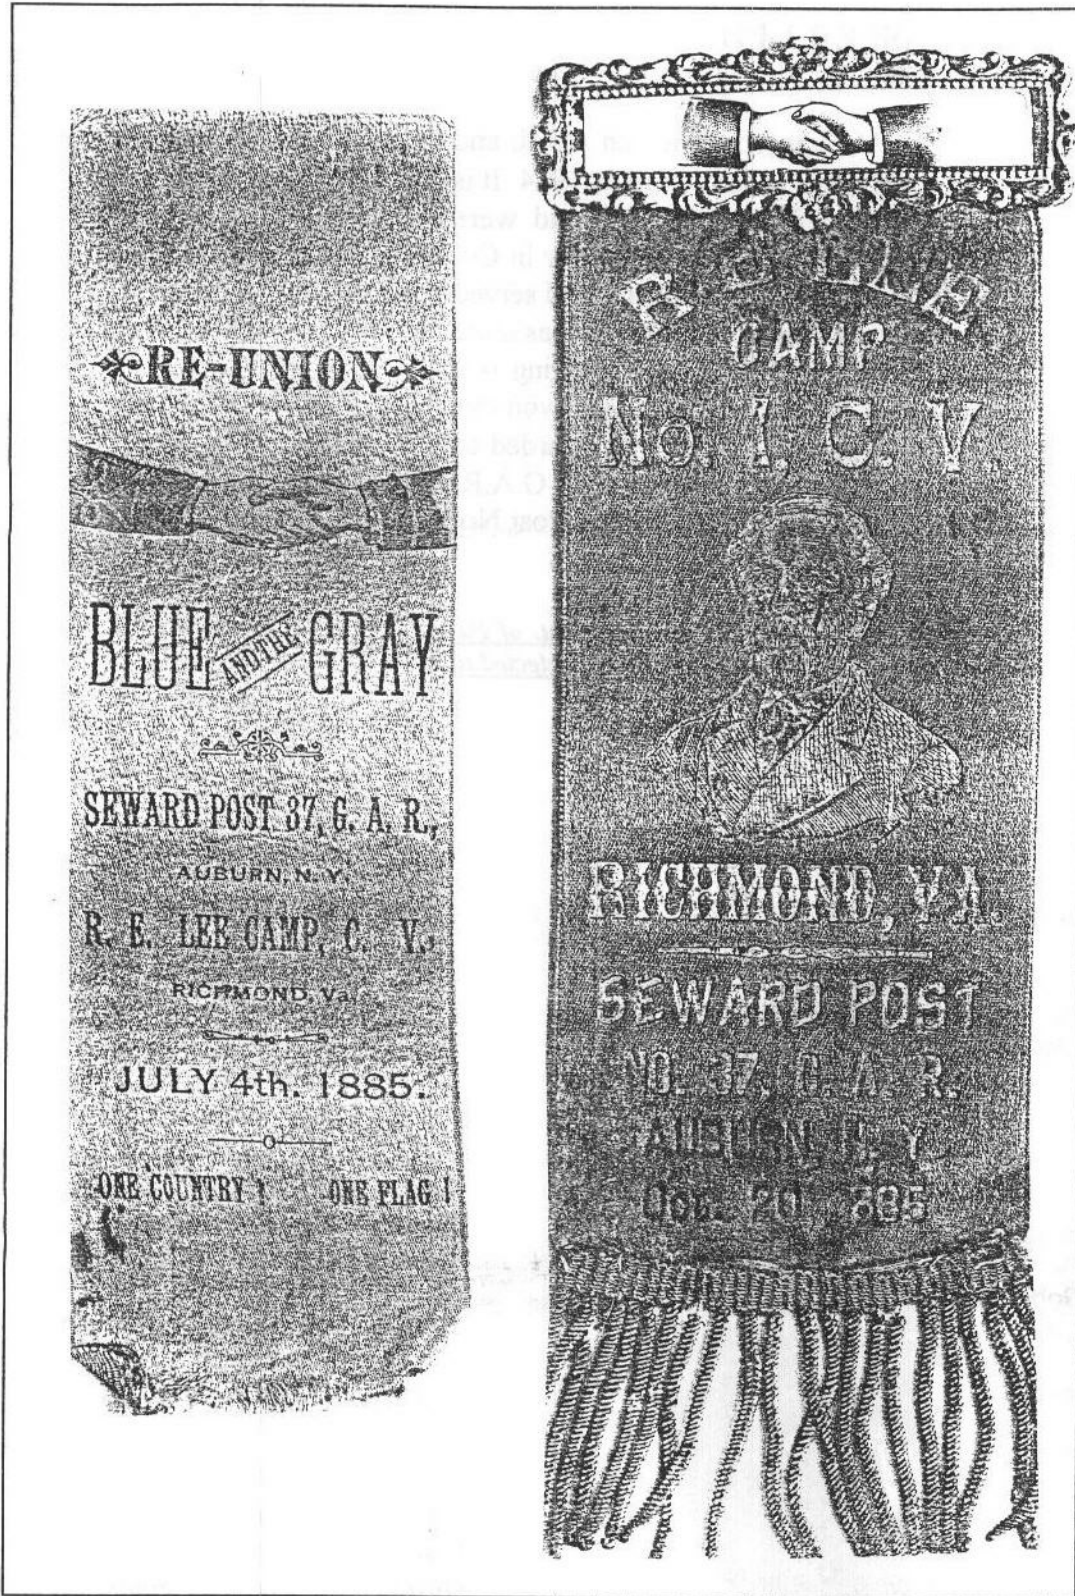 RE-UNION
BLUE AND THE GRAY
SEWARD POST 37, G. A. R.,
AUBURN, N. Y.
R. E. LEE CAMP, C. V.,
RICHMOND, Va.
JULY 4th. 1885.
ONE COUNTRY ! ONE FLAG !
R. E. LEE
CAMP
No. 1, C. V.
RICHMOND, VA.
SEWARD POST
NO. 37, G. A. R.
AUBURN, N. Y.
Oct. 20 1885